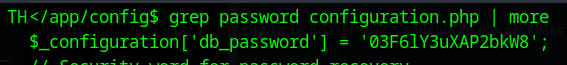 TH</app/config$ grep password configuration.php | more
$_configuration['db_password'] = '03F6lY3uXAP2bkW8';
// Security word for password recovery